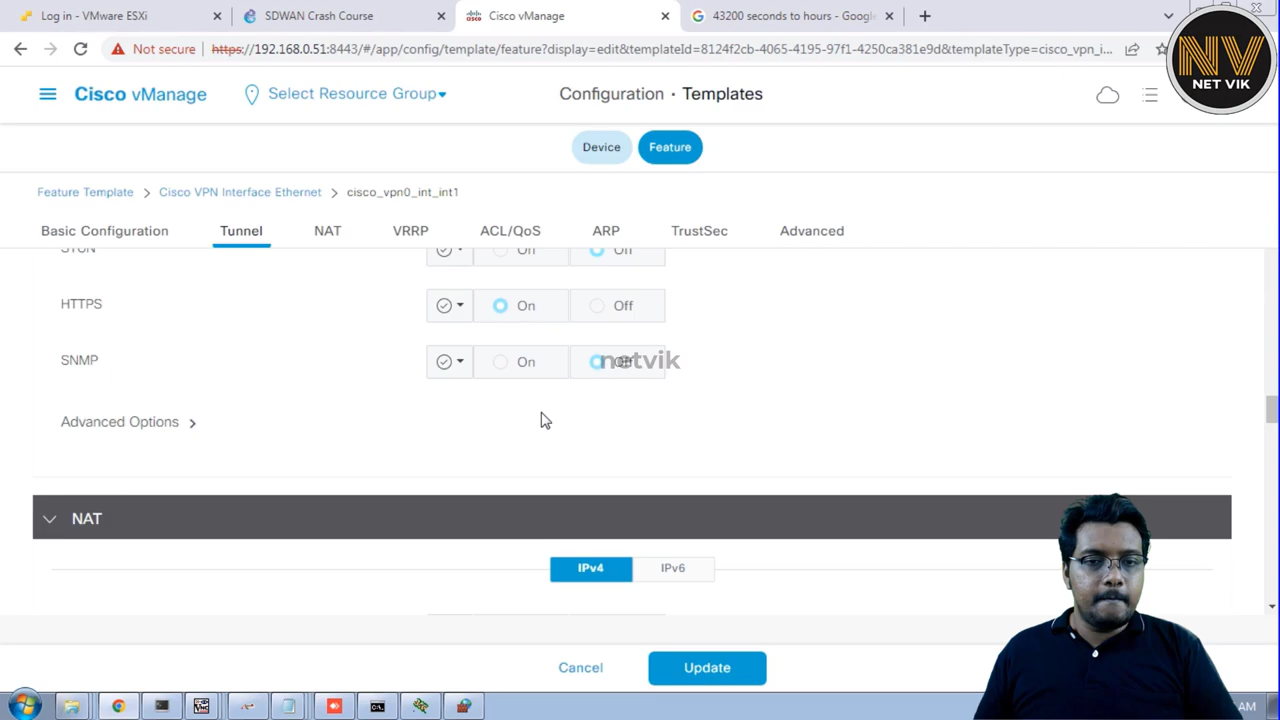 Log in - VMware ESXi
SDWAN Crash Course
Cisco vManage
43200 seconds to hours - Google
Not secure
https://192.168.0.51:8443/#/app/config/template/feature?display=edit&templateId=8124f2cb-4065-4195-97f1-4250ca381e9d&templateType=cisco_vpn_i...
NV
NET VIK
Cisco vManage
Select Resource Group
Configuration · Templates
Device
Feature
Feature Template > Cisco VPN Interface Ethernet > cisco_vpn0_int_int1
Basic Configuration
Tunnel
NAT
VRRP
ACL/QoS
ARP
TrustSec
Advanced
STUN
On
Off
HTTPS
On
Off
SNMP
On
Off
netvik
Advanced Options
NAT
IPv4
IPv6
Cancel
Update
AM